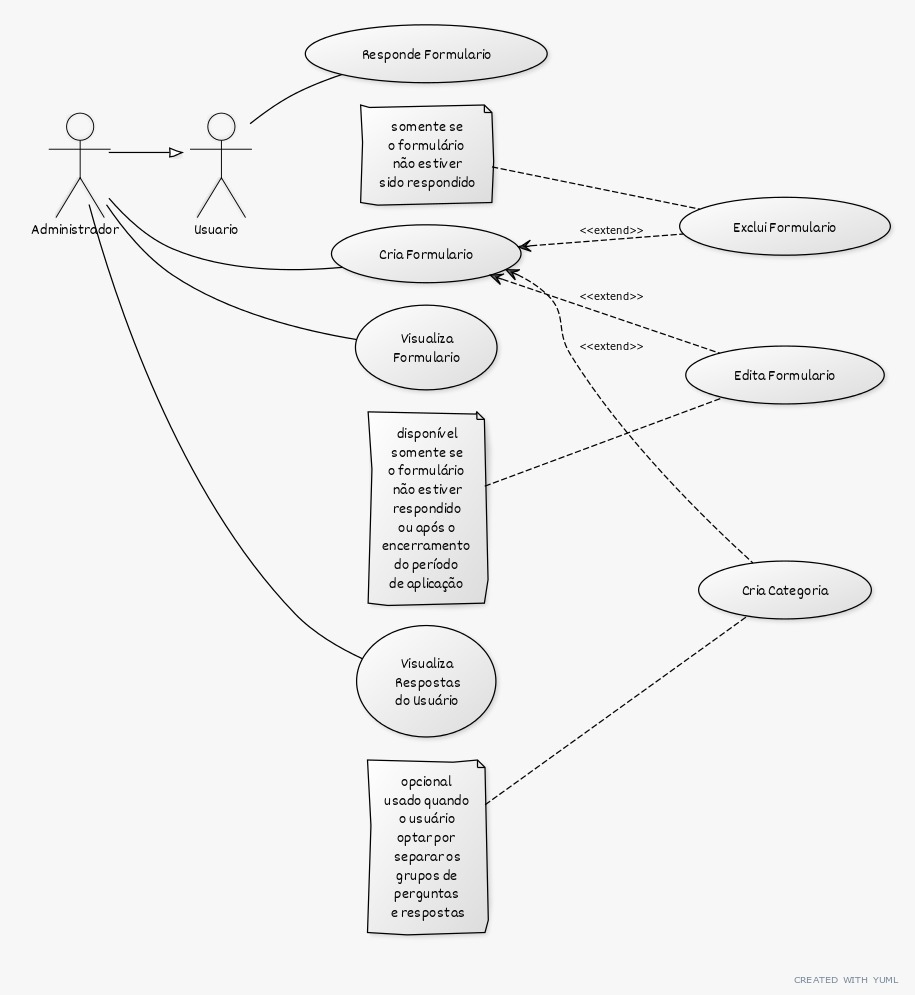 Responde Formulario
somente se
o formulário
não estiver
sido respondido
Administrador
Usuario
Exclui Formulario
<<extend>>
Cria Formulario
<<extend>>
Visualiza
Formulario
<<extend>>
Edita Formulario
disponível
somente se
o formulário
não estiver
respondido
ou após o
encerramento
do período
de aplicação
Cria Categoria
Visualiza
Respostas
do Usuário
opcional
usado quando
o usuário
optar por
separar os
grupos de
perguntas
e respostas
CREATED WITH YUML